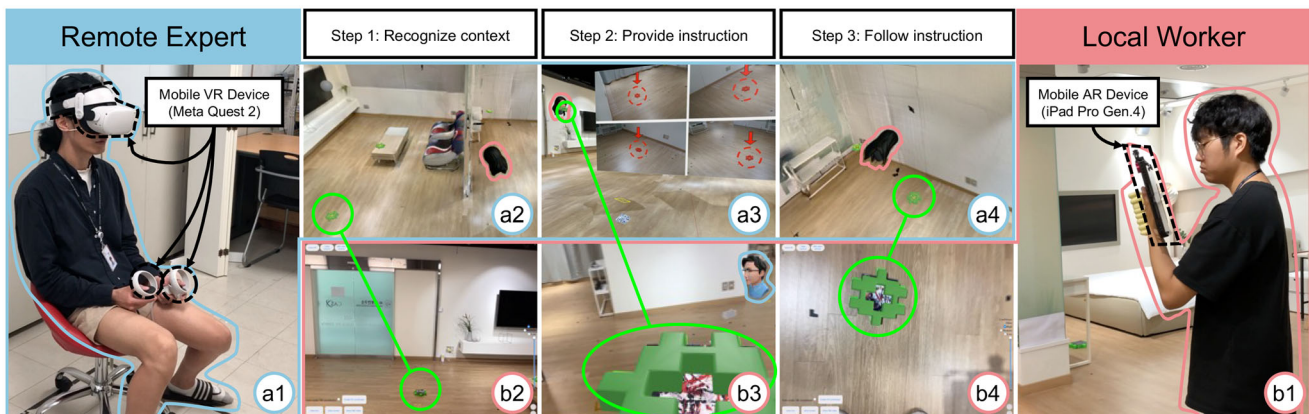 Remote Expert
Step 1: Recognize context
Step 2: Provide instruction
Step 3: Follow instruction
Local Worker
Mobile VR Device
(Meta Quest 2)
Mobile AR Device
(iPad Pro Gen.4)
a1
a2
a3
a4
b2
b3
b4
b1